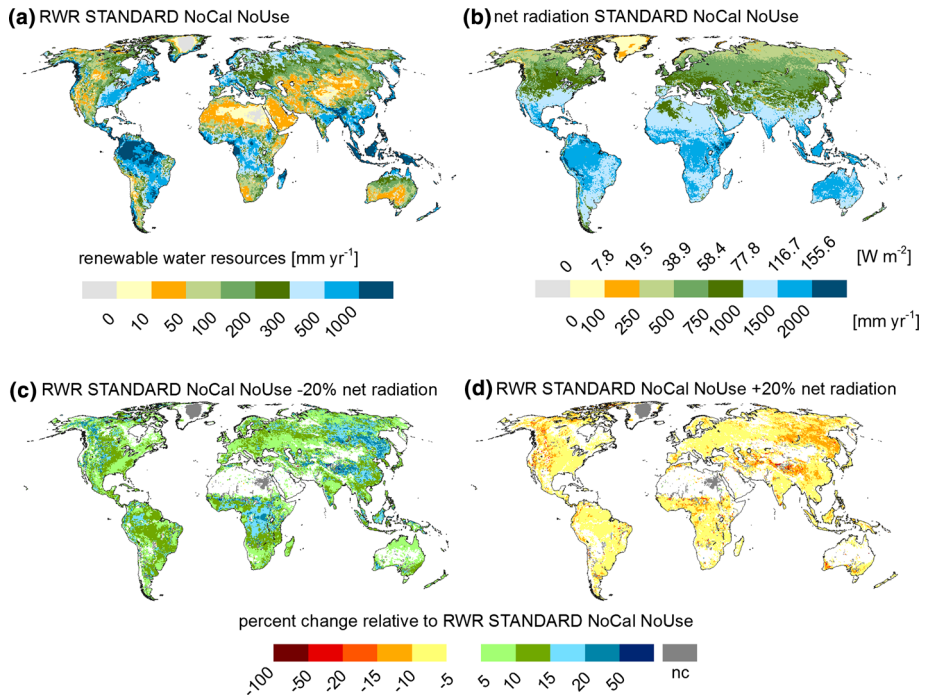 (a) RWR STANDARD NoCal NoUse
(b) net radiation STANDARD NoCal NoUse
renewable water resources [mm yr⁻¹]
0 10 50 100 200 300 500 1000
0 7.8 19.5 38.9 58.4 77.8 116.7 155.6 [W m⁻²]
0 100 250 500 750 1000 1500 2000 [mm yr⁻¹]
(c) RWR STANDARD NoCal NoUse -20% net radiation
(d) RWR STANDARD NoCal NoUse +20% net radiation
percent change relative to RWR STANDARD NoCal NoUse
-100 -50 -20 -15 -10 -5 5 10 15 20 50 nc